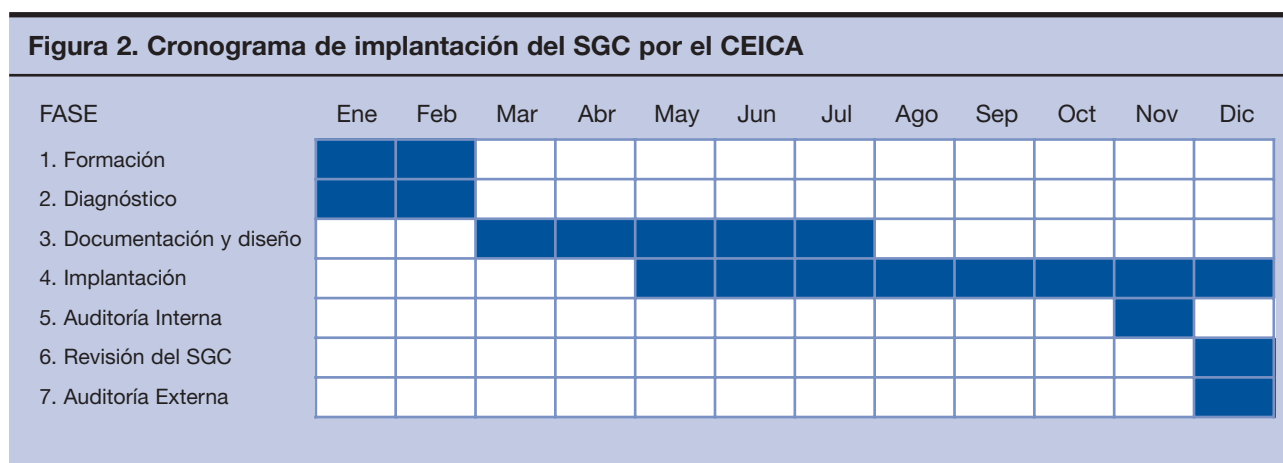 Figura 2. Cronograma de implantación del SGC por el CEICA
FASE Ene Feb Mar Abr May Jun Jul Ago Sep Oct Nov Dic
1. Formación
2. Diagnóstico
3. Documentación y diseño
4. Implantación
5. Auditoría Interna
6. Revisión del SGC
7. Auditoría Externa